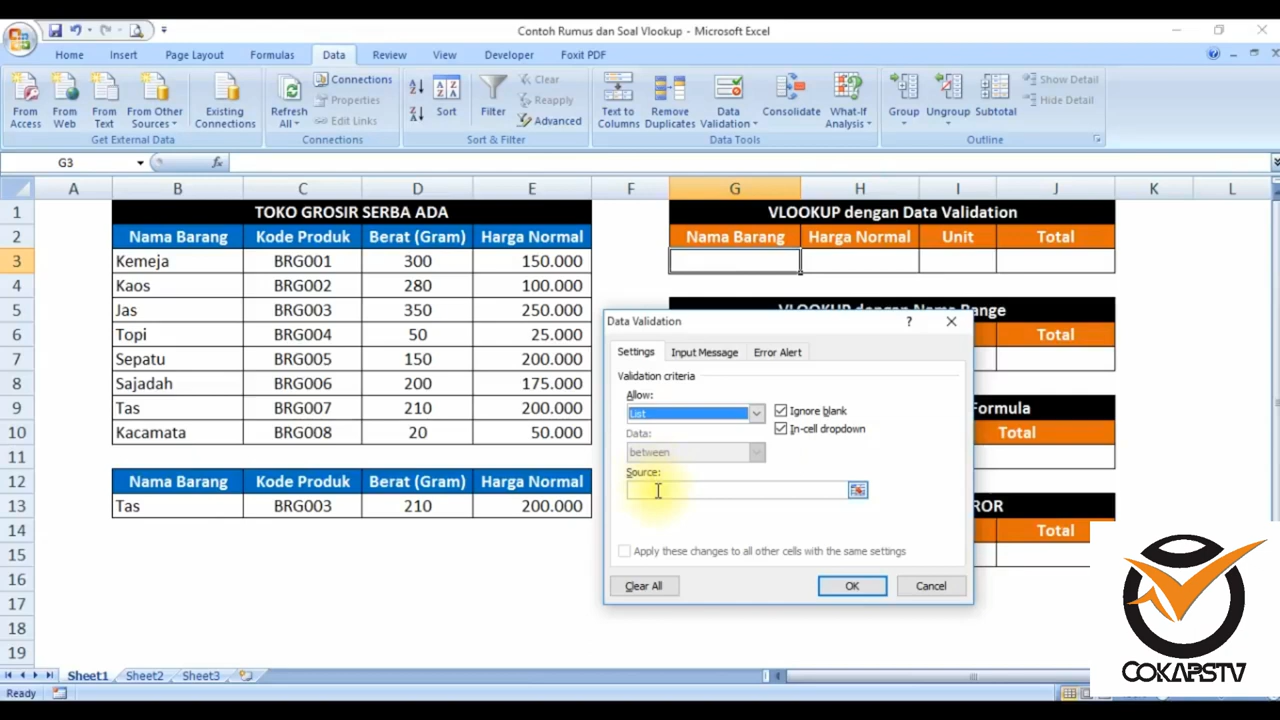 Contoh Rumus dan Soal Vlookup - Microsoft Excel
Home Insert Page Layout Formulas Data Review View Developer Foxit PDF
From Access
From Web
From Text
From Other Sources
Existing Connections
Get External Data
Refresh All
Connections
Properties
Edit Links
Connections
Sort
Filter
Clear
Reapply
Advanced
Sort & Filter
Text to Columns
Remove Duplicates
Data Validation
Consolidate
What-If Analysis
Data Tools
Group
Ungroup
Subtotal
Show Detail
Hide Detail
Outline
G3 fx
A B C D E F G H I J K L
1 TOKO GROSIR SERBA ADA VLOOKUP dengan Data Validation
2 Nama Barang Kode Produk Berat (Gram) Harga Normal Nama Barang Harga Normal Unit Total
3 Kemeja BRG001 300 150.000
4 Kaos BRG002 280 100.000
5 Jas BRG003 350 250.000 VLOOKUP dengan Name Range
6 Topi BRG004 50 25.000 Total
7 Sepatu BRG005 150 200.000
8 Sajadah BRG006 200 175.000
9 Tas BRG007 210 200.000 Formula
10 Kacamata BRG008 20 50.000 Total
11
12 Nama Barang Kode Produk Berat (Gram) Harga Normal
13 Tas BRG003 210 200.000 ROR
14 Total
15
16
17
18
19
Data Validation ?
Settings Input Message Error Alert
Validation criteria
Allow:
List
Ignore blank
In-cell dropdown
Data:
between
Source:
Apply these changes to all other cells with the same settings
Clear All OK Cancel
Sheet1 Sheet2 Sheet3
Ready
COKAPSTV